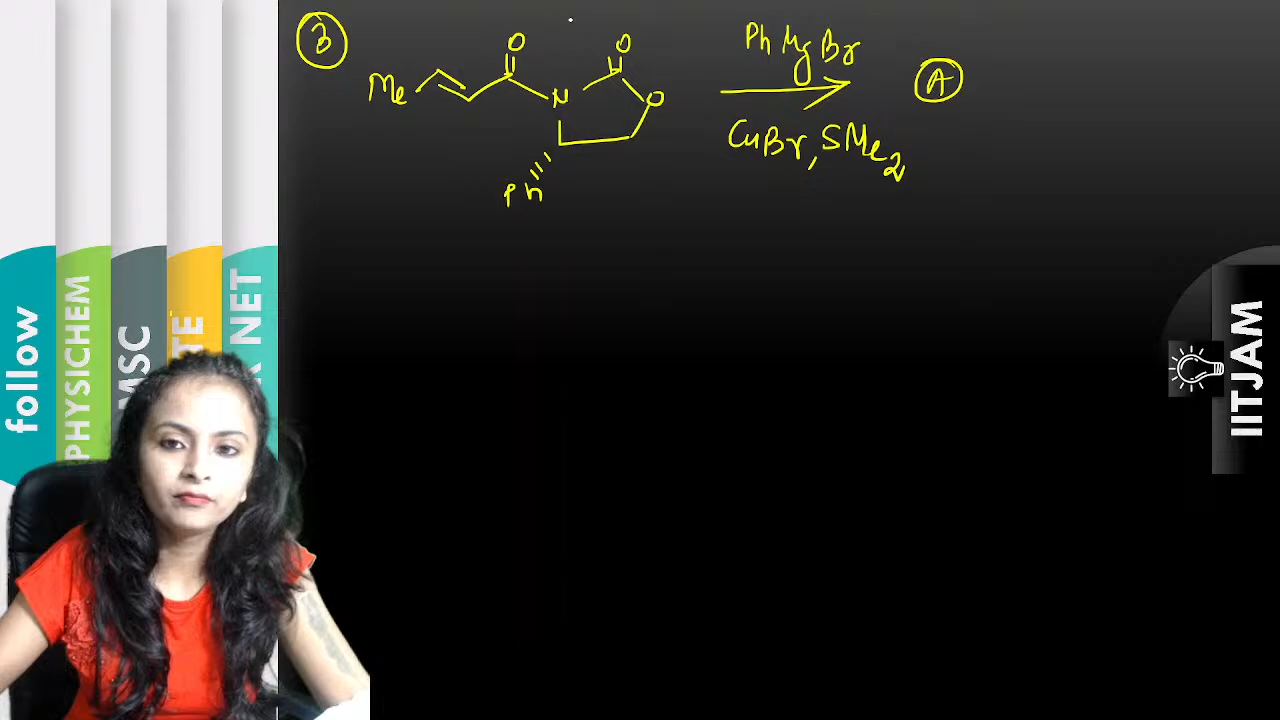 3
O O
Me N O
Ph
PhMgBr
CuBr, SMe2
A
follow
PHYSICHEM
MSC
NET
IITJAM